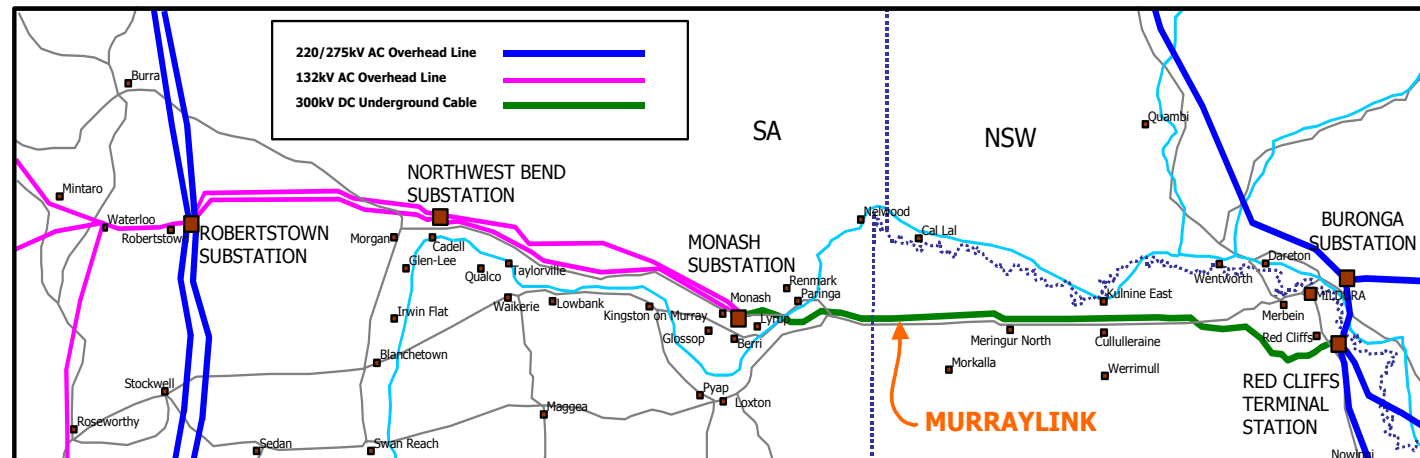 220/275kV AC Overhead Line
132kV AC Overhead Line
300kV DC Underground Cable
Burra
SA
NSW
Quambi
Mintaro
NORTHWEST BEND
SUBSTATION
Waterloo
Robertstown
ROBERTSTOWN
SUBSTATION
Morgan
Cadell
Glen-Lee
Qualco
Taylorville
Waikerie
Lowbank
Irwin Flat
Blanchetown
Kingston on Murray
MONASH
SUBSTATION
Renmark
Paringa
Monash
Lyrup
Glossop
Berri
Nelwood
Cal Lal
Kulnine East
Wentworth
Dareton
BURONGA
SUBSTATION
MILDURA
Merbein
Red Cliffs
Meringur North
Cullulleraine
Morkalla
Werrimull
RED CLIFFS
TERMINAL
STATION
Stockwell
Roseworthy
Sedan
Swan Reach
Maggea
Pyap
Loxton
MURRAYLINK
Nowingi